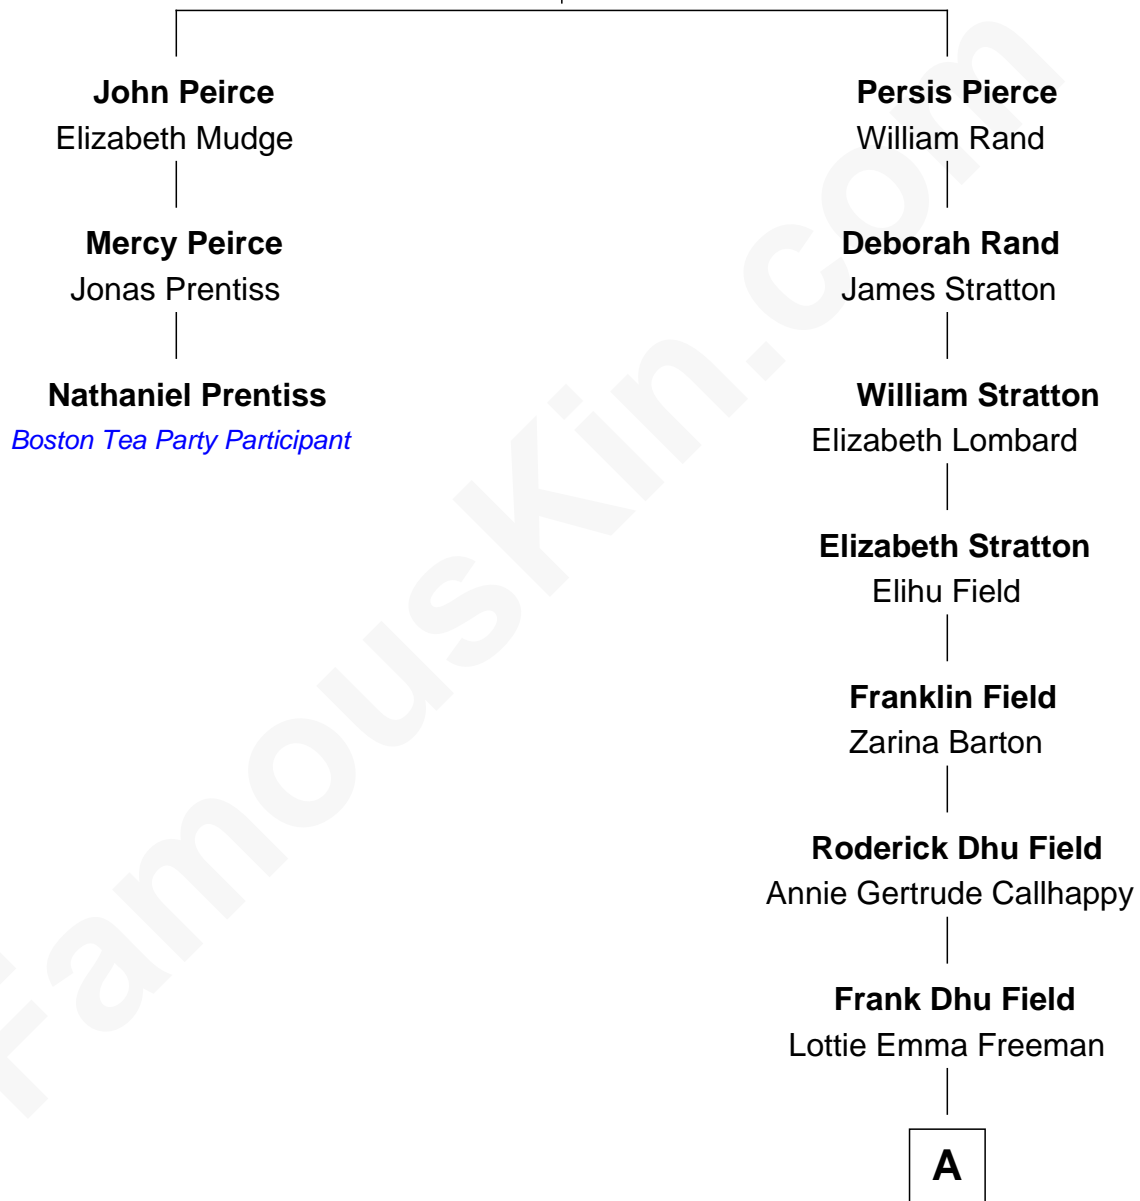 John Peirce
Elizabeth Mudge
Mercy Peirce
Jonas Prentiss
Nathaniel Prentiss
Boston Tea Party Participant
Persis Pierce
William Rand
Deborah Rand
James Stratton
William Stratton
Elizabeth Lombard
Elizabeth Stratton
Elihu Field
Franklin Field
Zarina Barton
Roderick Dhu Field
Annie Gertrude Callhappy
Frank Dhu Field
Lottie Emma Freeman
A
FamousKin.com